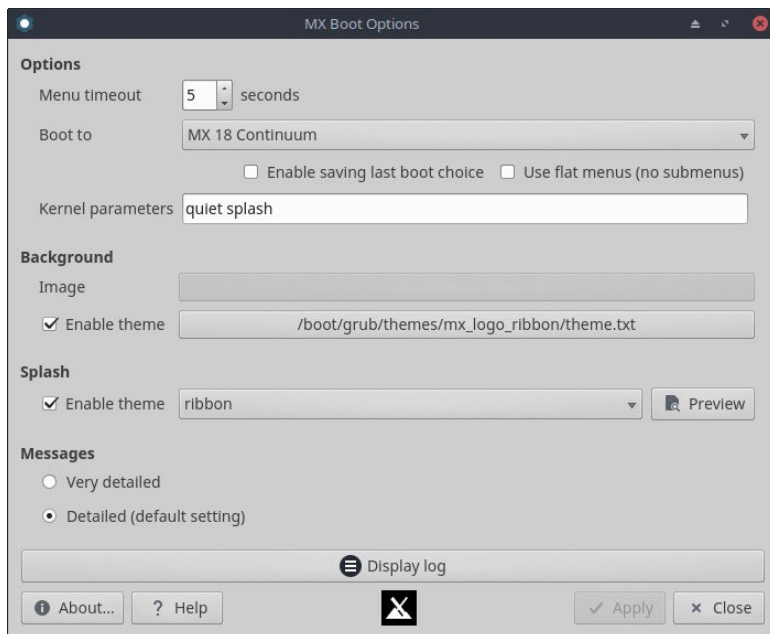 MX Boot Options
Options
Menu timeout 5 seconds
Boot to MX 18 Continuum
Enable saving last boot choice Use flat menus (no submenus)
Kernel parameters quiet splash
Background
Image
Enable theme /boot/grub/themes/mx_logo_ribbon/theme.txt
Splash
Enable theme ribbon Preview
Messages
Very detailed
Detailed (default setting)
Display log
About... ? Help Apply Close